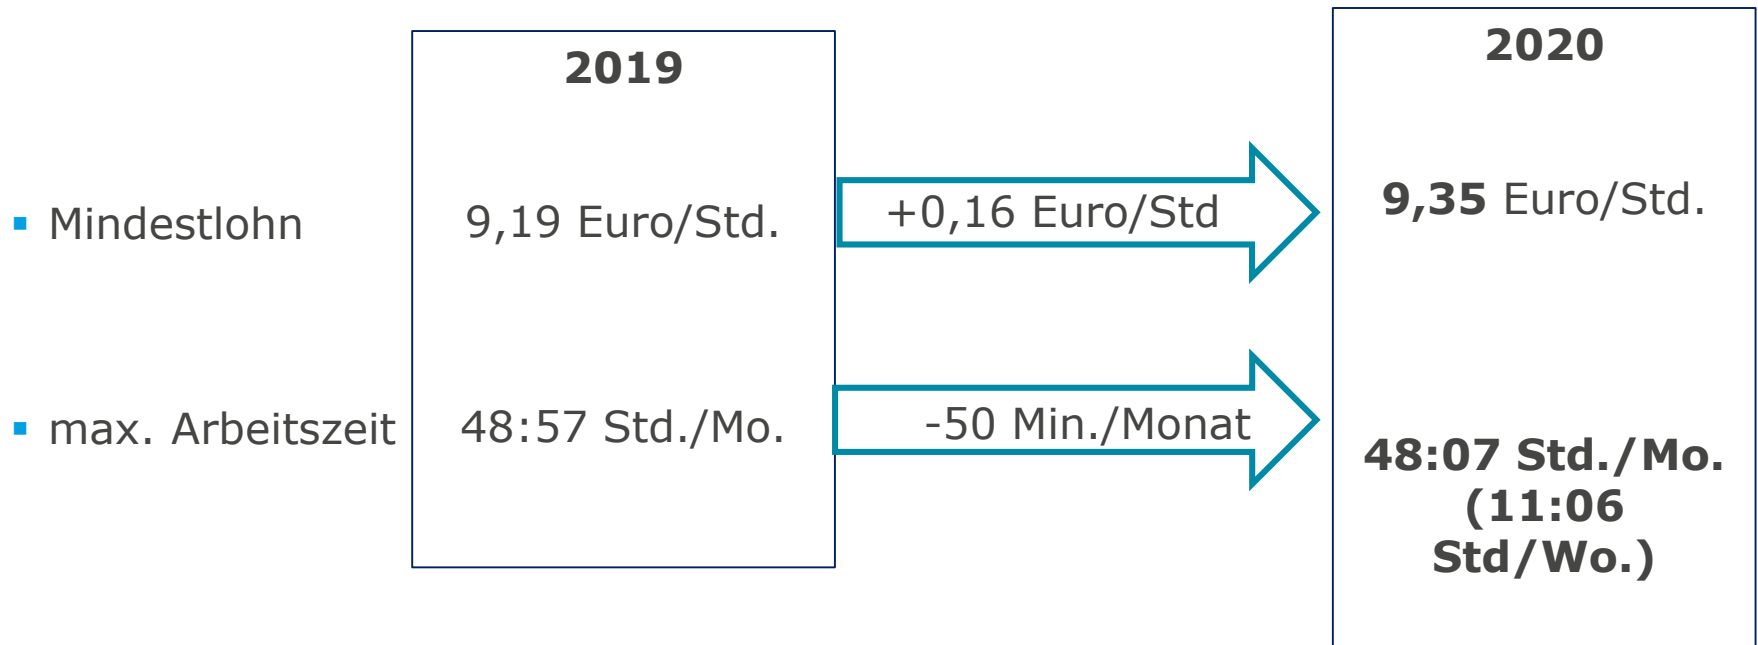 2019
2020
▪ Mindestlohn
9,19 Euro/Std.
+0,16 Euro/Std
9,35 Euro/Std.
▪ max. Arbeitszeit
48:57 Std./Mo.
-50 Min./Monat
48:07 Std./Mo.
(11:06
Std/Wo.)